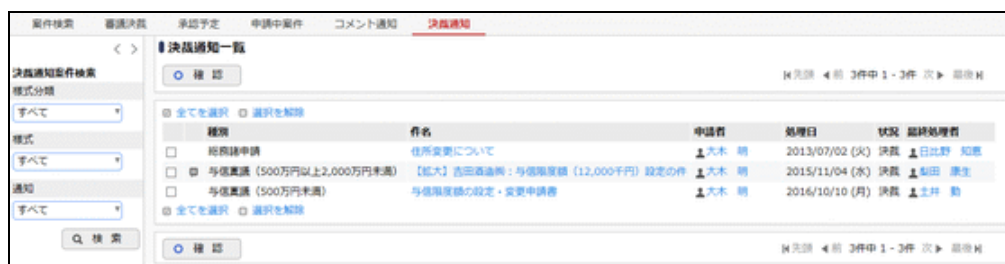 案件検索 審議決裁 承認予定 申請中案件 コメント通知 決裁通知
決裁通知一覧
決裁通知案件検索
様式分類
すべて
様式
すべて
通知
すべて
検索
確認
先頭 前 3件中 1 - 3件 次 最後
全てを選択 選択を解除
種別 件名 申請者 処理日 状況 最終処理者
総務諸申請 住所変更について 大木 明 2013/07/02 (火) 決裁 日比野 知恵
与信稟議（500万円以上2,000万円未満） 【拡大】吉田酒造㈱：与信限度額（12,000千円）設定の件 大木 明 2015/11/04 (水) 決裁 梨田 康生
与信稟議（500万円未満） 与信限度額の設定・変更申請書 大木 明 2016/10/10 (月) 決裁 土井 勤
全てを選択 選択を解除
確認
先頭 前 3件中 1 - 3件 次 最後